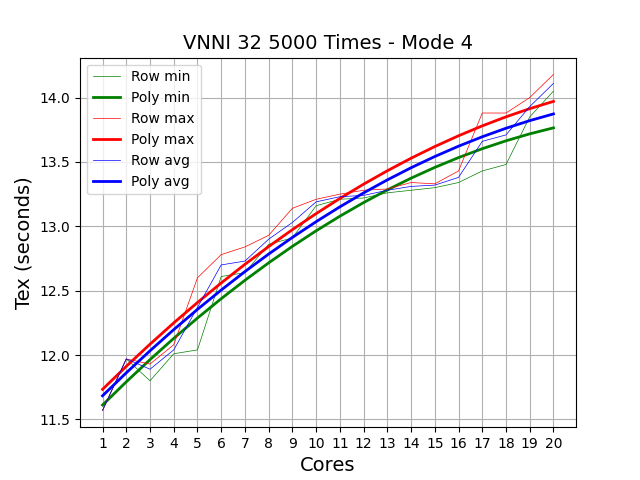 VNNI 32 5000 Times - Mode 4
Row min
Poly min
Row max
Poly max
Row avg
Poly avg
14.0
13.5
13.0
12.5
12.0
11.5
Tex (seconds)
1 2 3 4 5 6 7 8 9 10 11 12 13 14 15 16 17 18 19 20
Cores